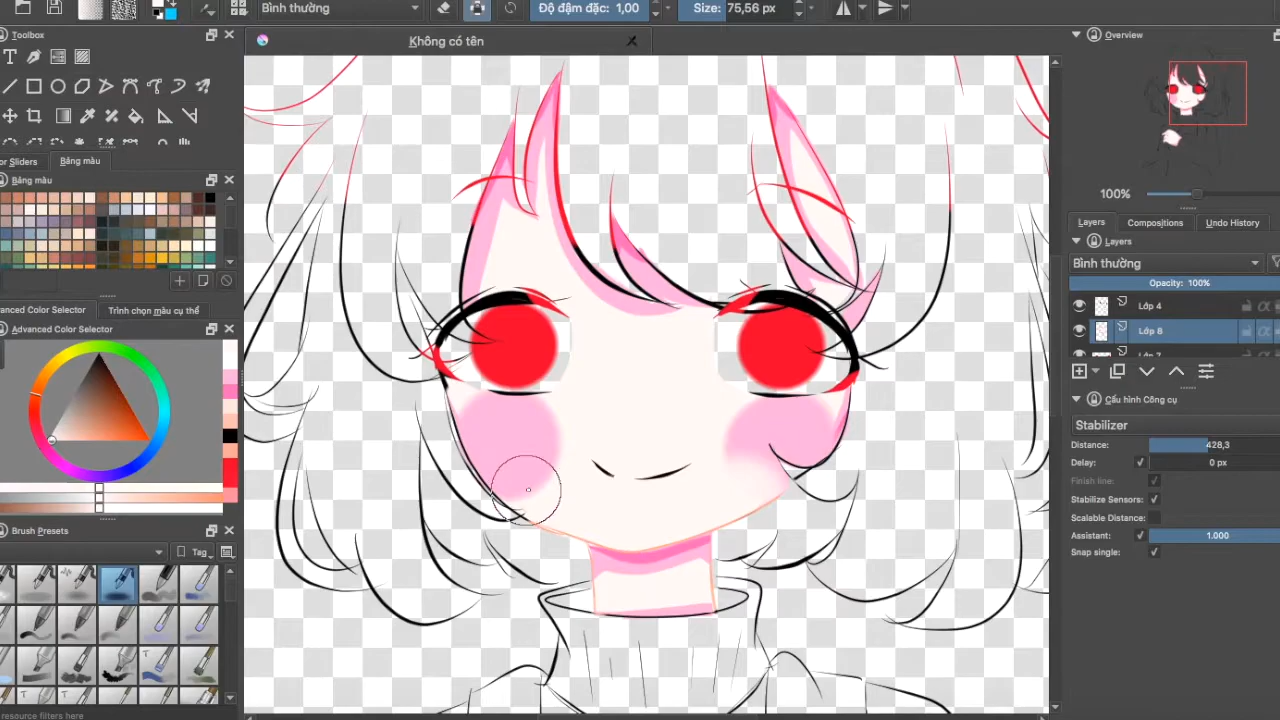 Bình thường
Độ đậm đặc: 1,00
Size: 75,56 px
Toolbox
Không có tên
Overview
or Sliders
Bảng màu
Bảng màu
100%
Layers
Compositions
Undo History
Layers
Bình thường
Opacity: 100%
Lớp 4
Lớp 8
Lớp 7
anced Color Selector
Trình chọn màu cụ thể
Advanced Color Selector
Cấu hình Công cụ
Stabilizer
Distance:
428,3
Delay:
0 px
Finish line:
Stabilize Sensors:
Scalable Distance:
Assistant:
1.000
Snap single:
Brush Presets
Tag
resource filters here